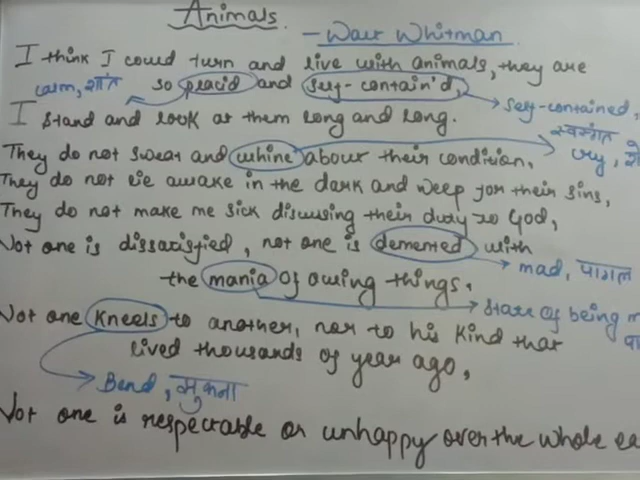 Animals.
- Walt Whitman
I think I could turn and live with animals, they are
calm, शांत so placid and self-contain'd,
self-contained,
I stand and look at them long and long.
They do not swear and whine about their condition,
cry,
They do not lie awake in the dark and weep for their sins,
They do not make me sick discussing their duty to God,
Not one is dissatisfied, not one is demented with
mad, पागल
the mania of owing things,
State of being
Not one kneels to another, nor to his kind that
lived thousands of year ago,
Bend, झुकना
Not one is respectable or unhappy over the whole